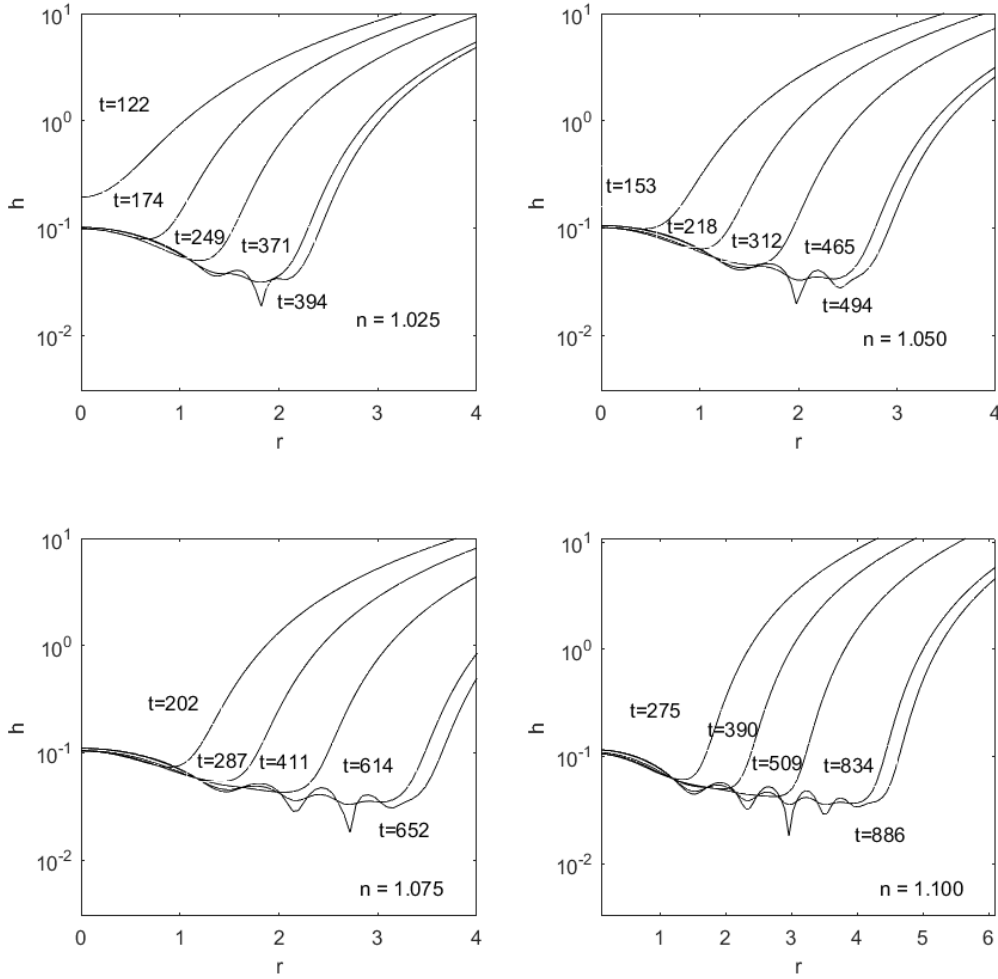 10^1
10^0
10^-1
10^-2
h
t=122
t=174
t=249
t=371
t=394
n = 1.025
0 1 2 3 4
r
10^1
10^0
10^-1
10^-2
h
t=153
t=218
t=312
t=465
t=494
n = 1.050
0 1 2 3 4
r
10^1
10^0
10^-1
10^-2
h
t=202
t=287
t=411
t=614
t=652
n = 1.075
0 1 2 3 4
r
10^1
10^0
10^-1
10^-2
h
t=275
t=390
t=509
t=834
t=886
n = 1.100
1 2 3 4 5 6
r